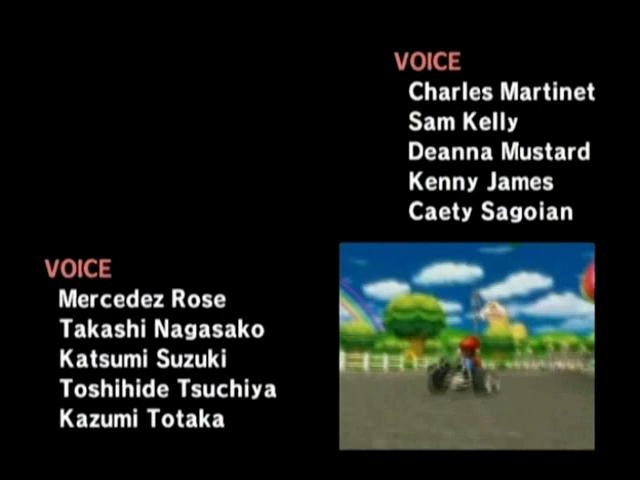 VOICE
Charles Martinet
Sam Kelly
Deanna Mustard
Kenny James
Caety Sagoian
VOICE
Mercedez Rose
Takashi Nagasako
Katsumi Suzuki
Toshihide Tsuchiya
Kazumi Totaka